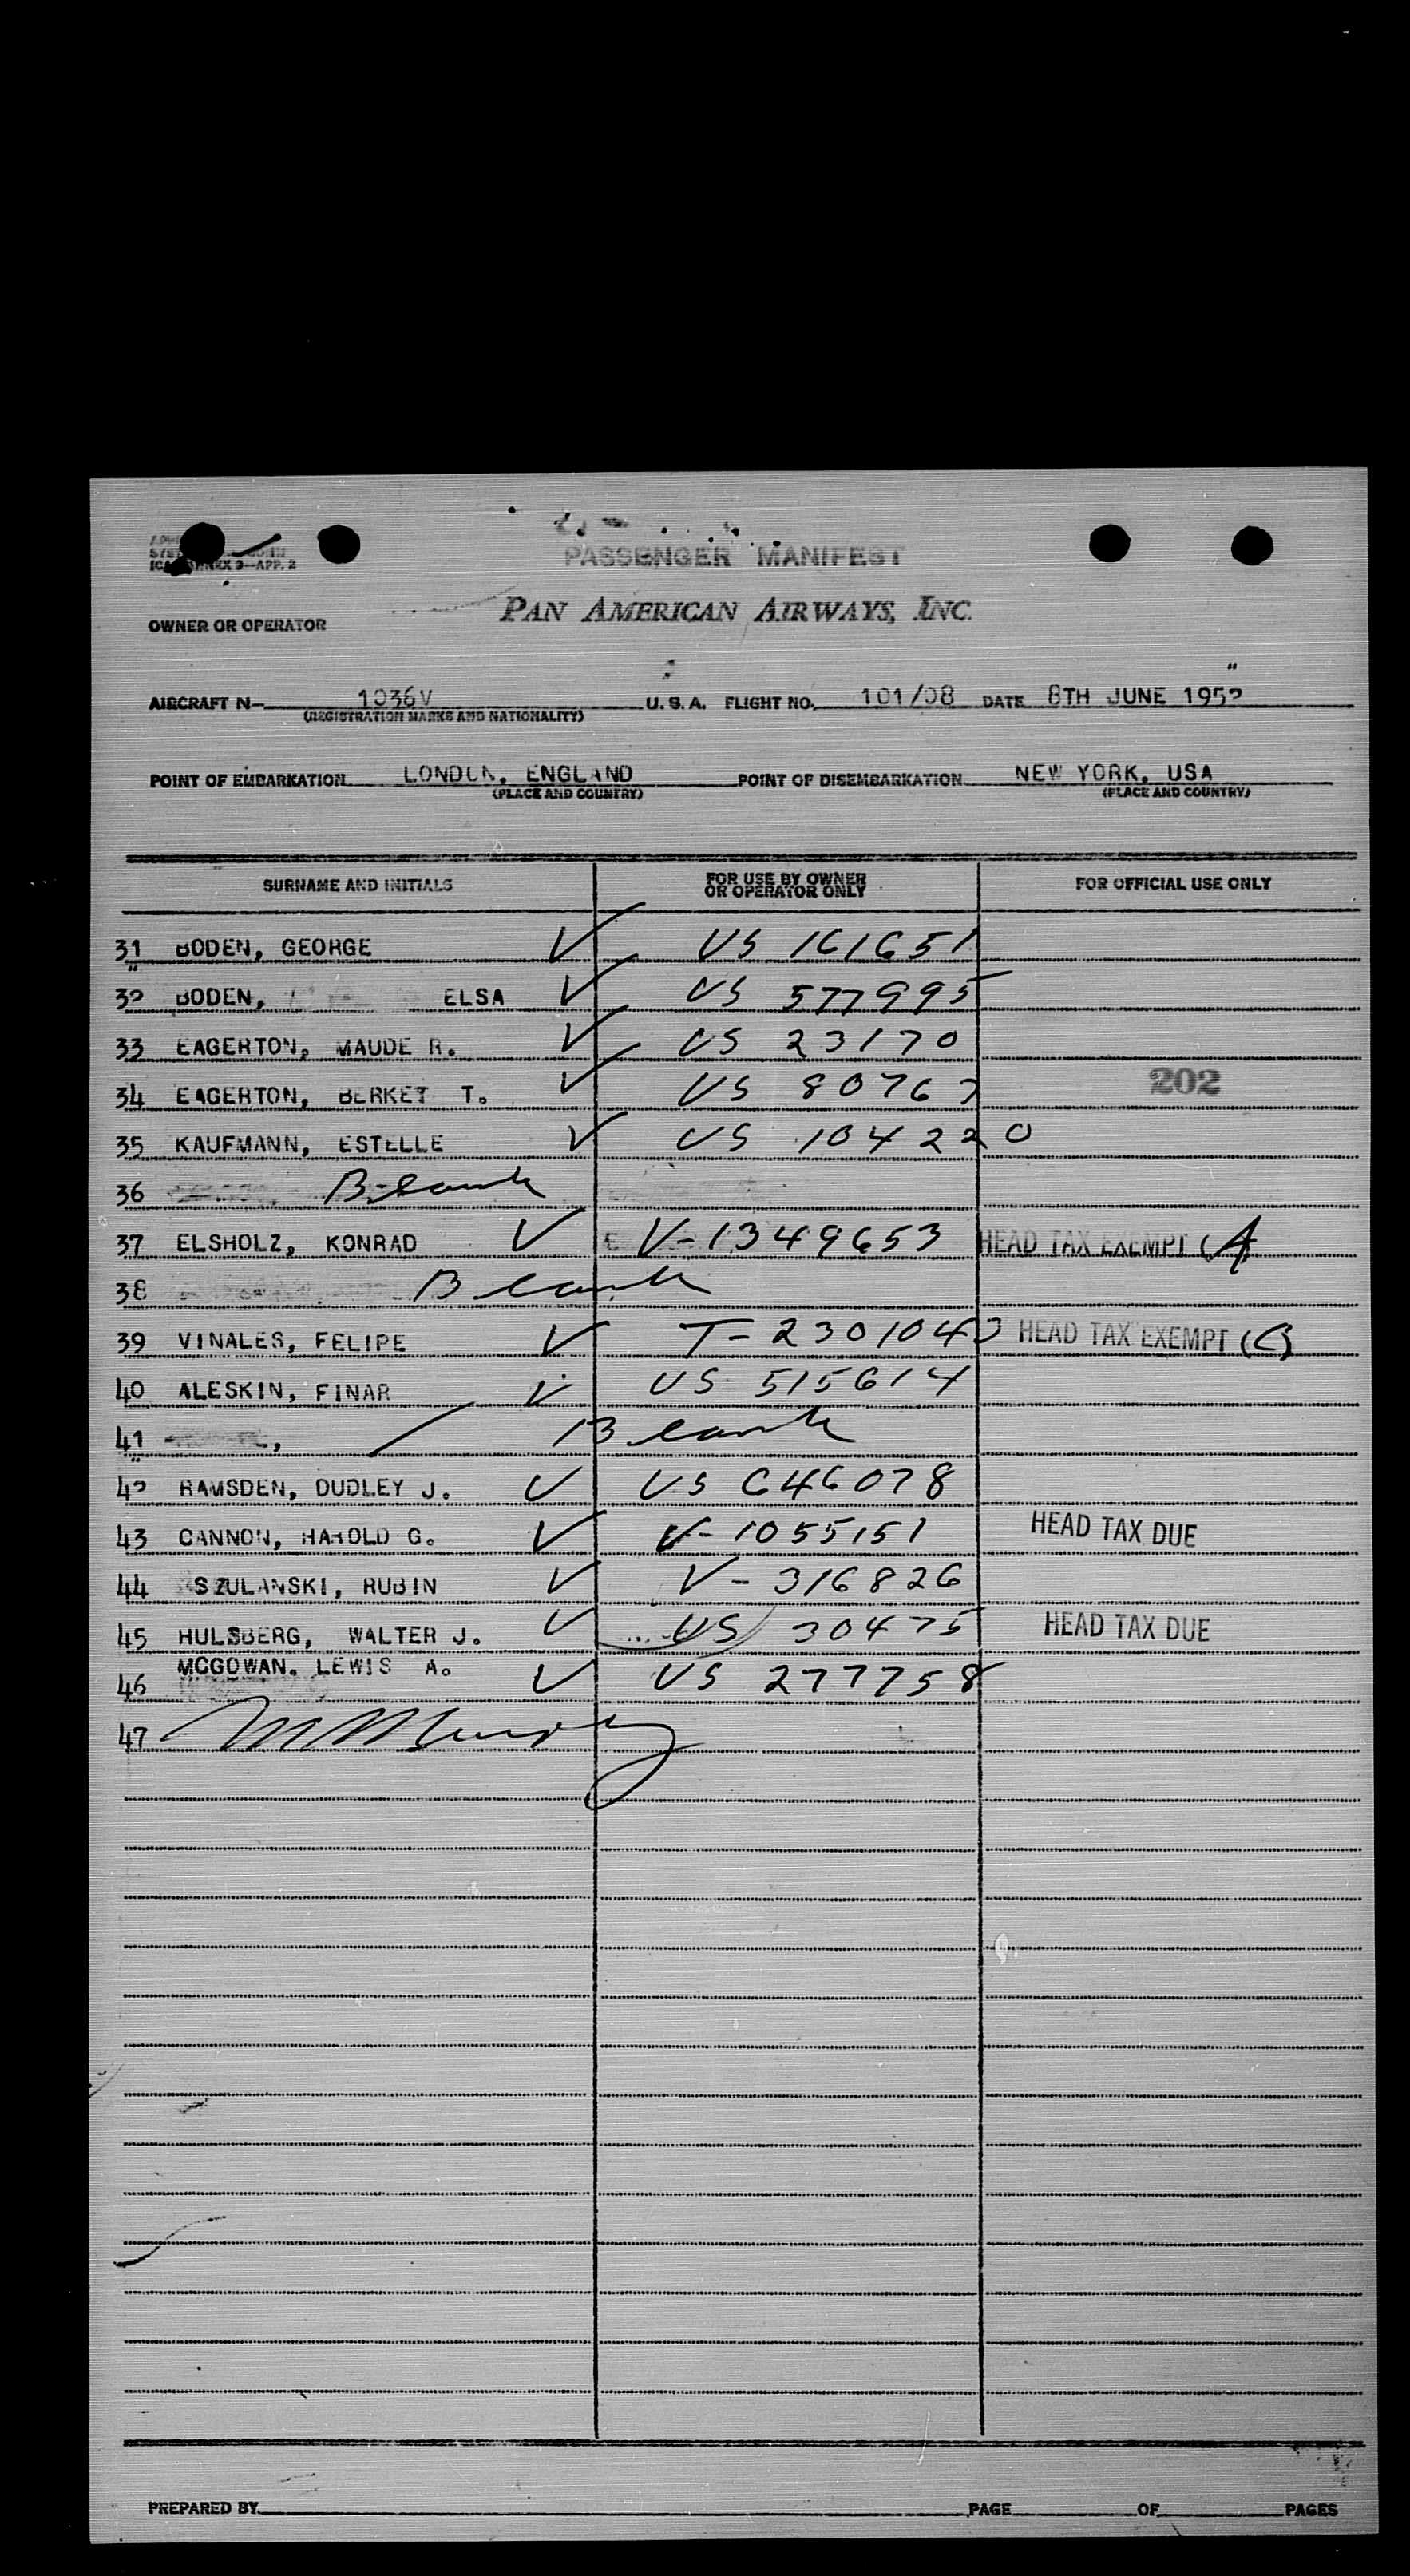 PASSENGER MANIFEST
ICA ANNEX 9—APP. 2
OWNER OR OPERATOR PAN AMERICAN AIRWAYS, INC.
AIRCRAFT N— 1036V U. S. A. FLIGHT NO. 101/08 DATE 8TH JUNE 1952
(REGISTRATION MARKS AND NATIONALITY)
POINT OF EMBARKATION LONDON, ENGLAND POINT OF DISEMBARKATION NEW YORK, USA
(PLACE AND COUNTRY) (PLACE AND COUNTRY)
SURNAME AND INITIALS FOR USE BY OWNER OR OPERATOR ONLY FOR OFFICIAL USE ONLY
31 BODEN, GEORGE ✓ US 161651
32 BODEN, ELSA ✓ US 577995
33 EAGERTON, MAUDE R. ✓ US 23170
34 EAGERTON, BERKET T. ✓ US 80767 202
35 KAUFMANN, ESTELLE ✓ US 104220
36 Blank
37 ELSHOLZ, KONRAD ✓ V-1349653 HEAD TAX EXEMPT (A)
38 Blank
39 VINALES, FELIPE ✓ T-2301043 HEAD TAX EXEMPT (C)
40 ALESKIN, FINAR ✓ US 515614
41 Blank
42 RAMSDEN, DUDLEY J. ✓ US C46078
43 CANNON, HAROLD G. ✓ V-1055151 HEAD TAX DUE
44 SZULANSKI, RUBIN ✓ V-316826
45 HULSBERG, WALTER J. ✓ US 30475 HEAD TAX DUE
46 MCGOWAN. LEWIS A. ✓ US 277758
47
PREPARED BY PAGE OF PAGES